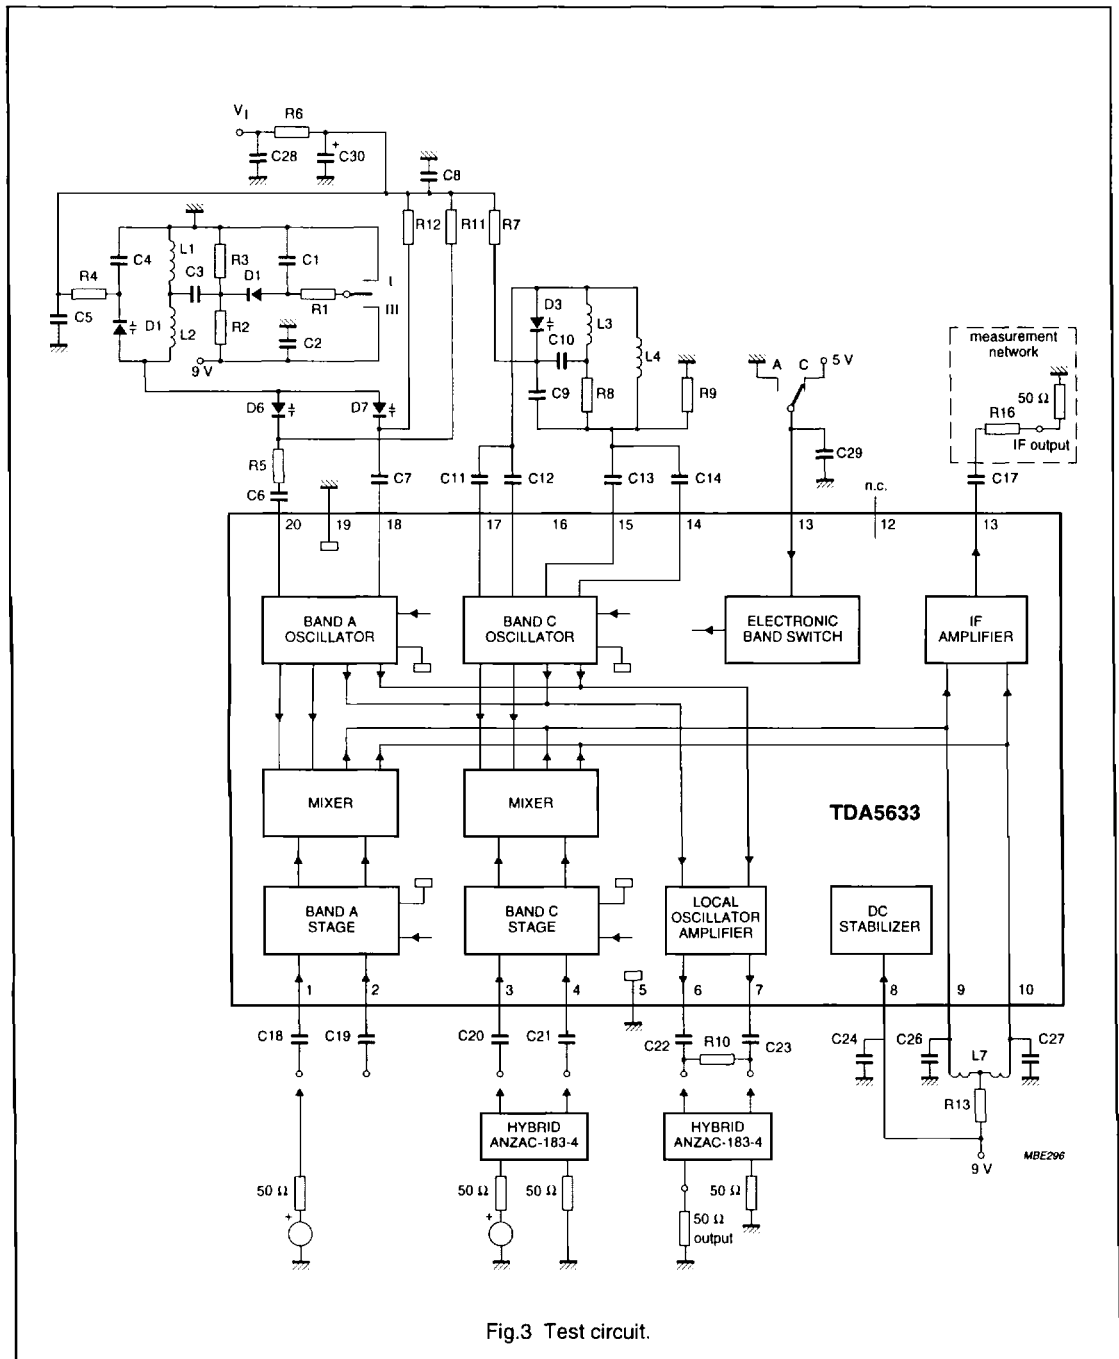 V I R6
C28 C30
C8
R12 R11 R7
C4 L1 R3 C1
R4 C3 D1 I
R1
III
C5 D1 L2 R2 C2
9 V
D3 L3
C10
L4
C9 R8 R9
A C 5 V
C29
measurement
network
50 Ω
R16
IF output
C17
n.c.
D6 D7
R5
C6 C7 C11 C12 C13 C14
20 19 18 17 16 15 14 13 12 13
BAND A
OSCILLATOR
BAND C
OSCILLATOR
ELECTRONIC
BAND SWITCH
IF
AMPLIFIER
MIXER
MIXER
TDA5633
BAND A
STAGE
BAND C
STAGE
LOCAL
OSCILLATOR
AMPLIFIER
DC
STABILIZER
1 2 3 4 5 6 7 8 9 10
C18 C19 C20 C21 C22 R10 C23 C24 C26 L7 C27
R13
9 V
MBE296
HYBRID
ANZAC-183-4
HYBRID
ANZAC-183-4
50 Ω
50 Ω
50 Ω
50 Ω
50 Ω
output
Fig.3 Test circuit.